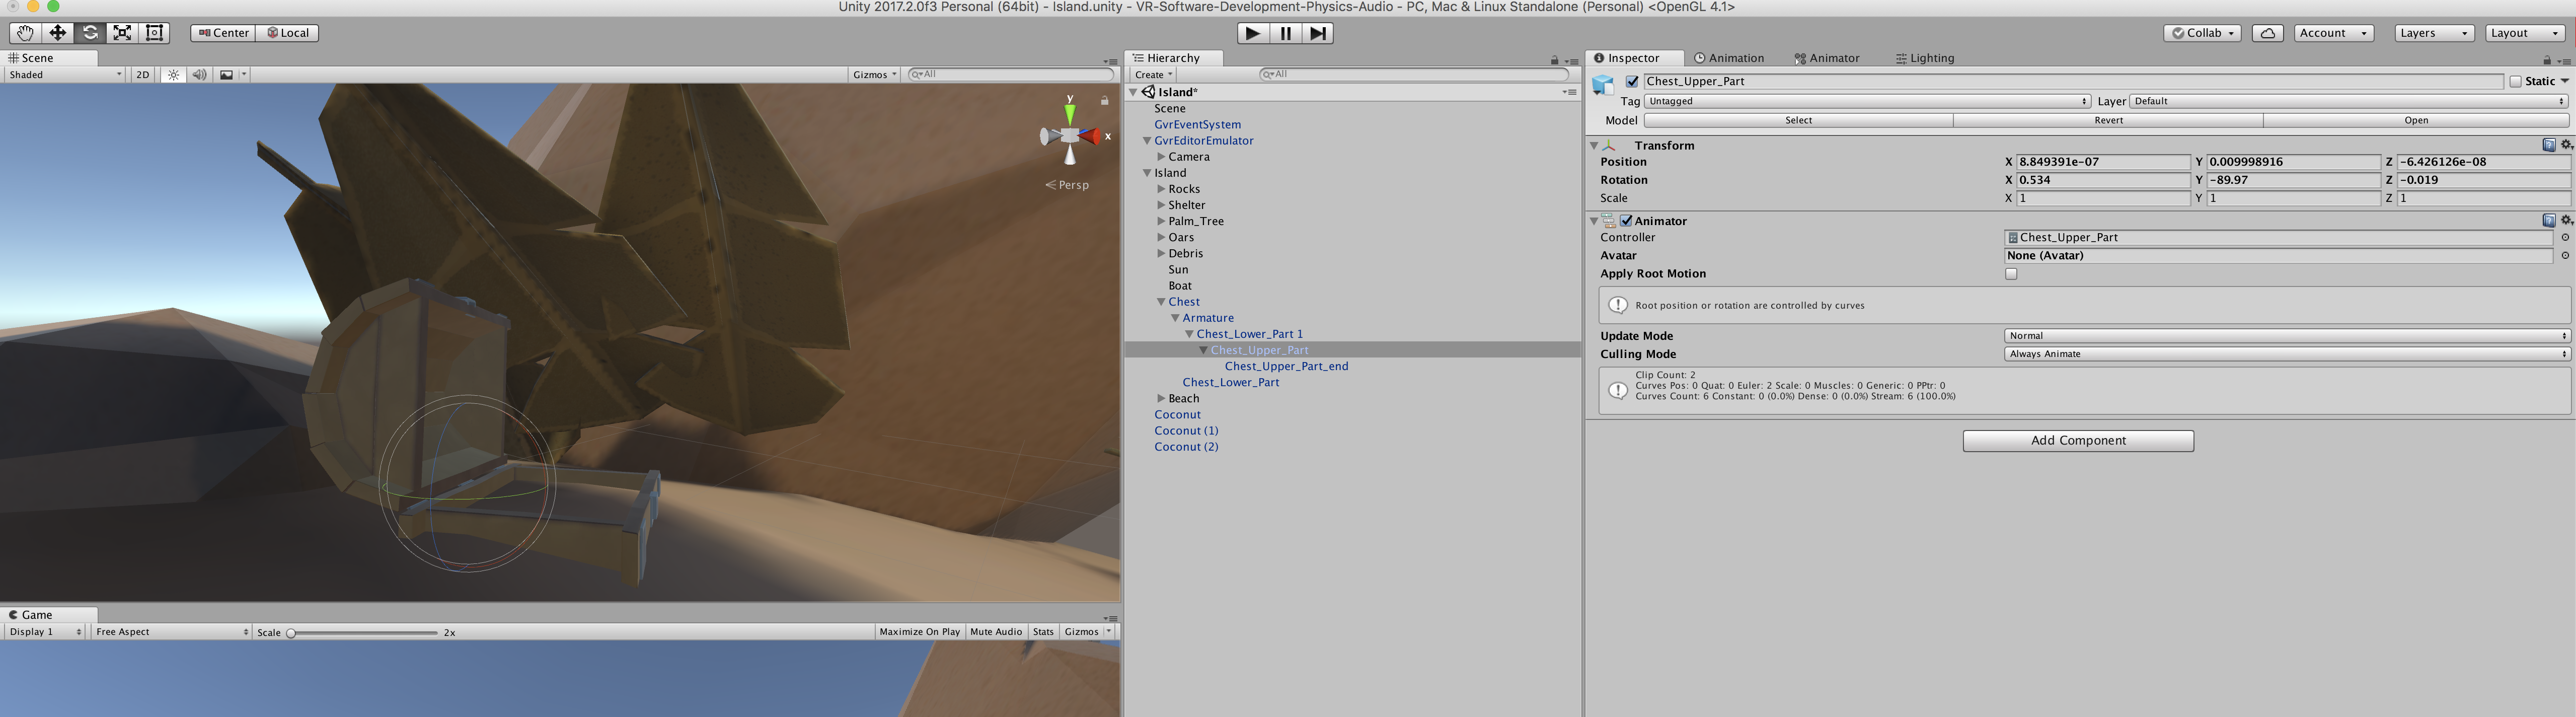 Unity 2017.2.0f3 Personal (64bit) - Island.unity - VR-Software-Development-Physics-Audio - PC, Mac & Linux Standalone (Personal) <OpenGL 4.1>
Center Local
Collab Account Layers Layout
Scene
Shaded 2D Gizmos All
y
x
Persp
Game
Display 1 Free Aspect Scale 2x Maximize On Play Mute Audio Stats Gizmos
Hierarchy
Create All
Island*
Scene
GvrEventSystem
GvrEditorEmulator
Camera
Island
Rocks
Shelter
Palm_Tree
Oars
Debris
Sun
Boat
Chest
Armature
Chest_Lower_Part 1
Chest_Upper_Part
Chest_Upper_Part_end
Chest_Lower_Part
Beach
Coconut
Coconut (1)
Coconut (2)
Inspector Animation Animator Lighting
Chest_Upper_Part Static
Tag Untagged Layer Default
Model Select Revert Open
Transform
Position X 8.849391e-07 Y 0.009998916 Z -6.426126e-08
Rotation X 0.534 Y -89.97 Z -0.019
Scale X 1 Y 1 Z 1
Animator
Controller Chest_Upper_Part
Avatar None (Avatar)
Apply Root Motion
Root position or rotation are controlled by curves
Update Mode Normal
Culling Mode Always Animate
Clip Count: 2
Curves Pos: 0 Quat: 0 Euler: 2 Scale: 0 Muscles: 0 Generic: 0 PPtr: 0
Curves Count: 6 Constant: 0 (0.0%) Dense: 0 (0.0%) Stream: 6 (100.0%)
Add Component